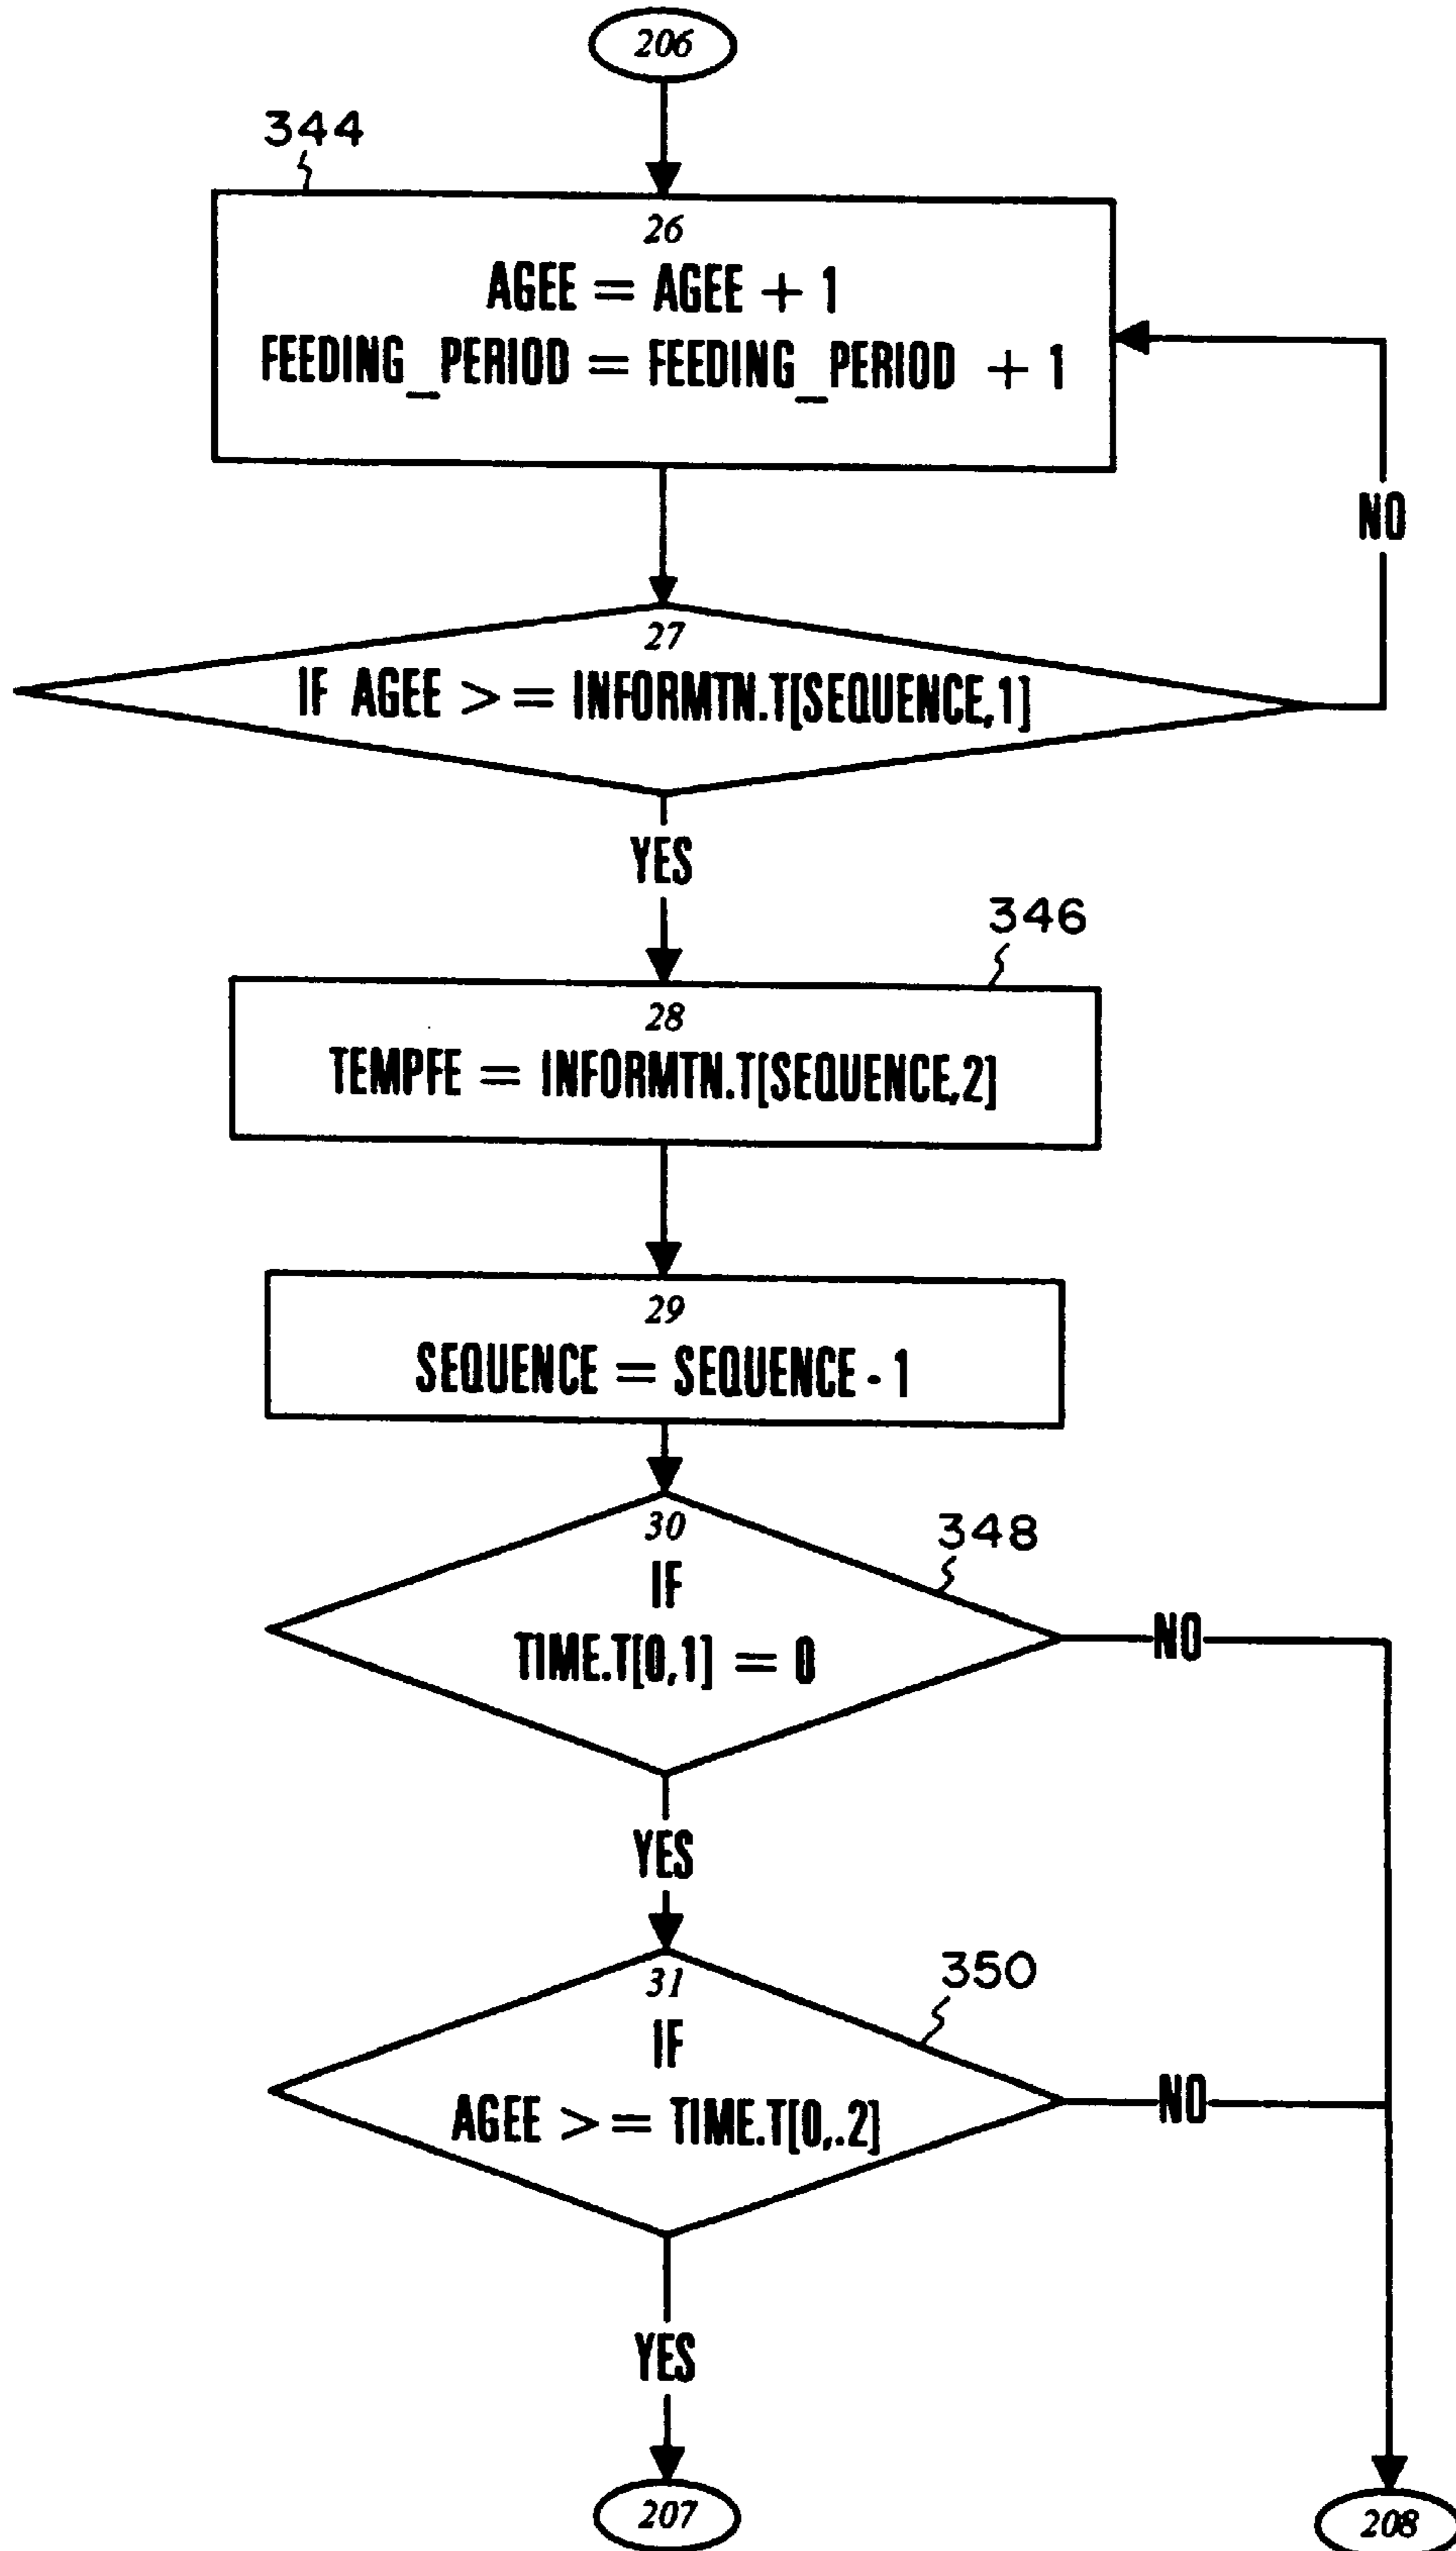 206
344
26
AGEE = AGEE + 1
FEEDING_PERIOD = FEEDING_PERIOD + 1
NO
27
IF AGEE >= INFORMTN.T[SEQUENCE,1]
YES
346
28
TEMPFE = INFORMTN.T[SEQUENCE,2]
29
SEQUENCE = SEQUENCE - 1
30
348
IF
TIME.T[0,1] = 0
NO
YES
31
350
IF
AGEE >= TIME.T[0,.2]
NO
YES
207
208